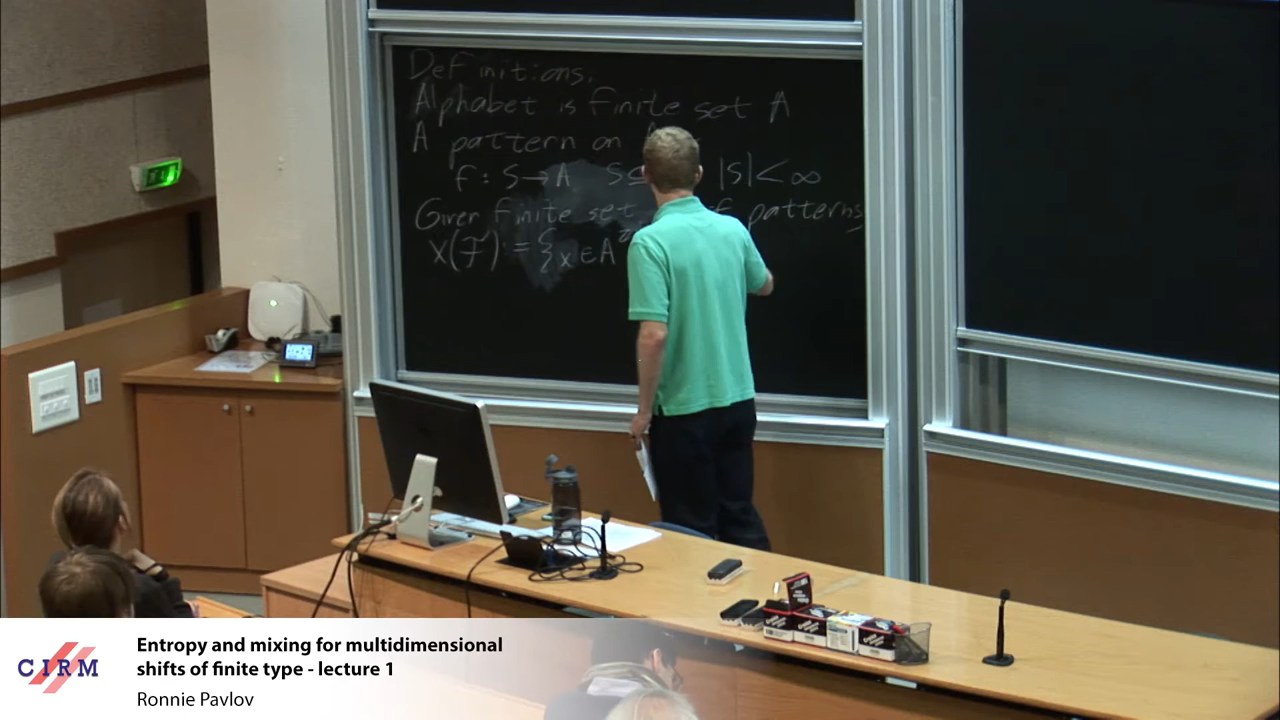 Definitions.
Alphabet is finite set A
A pattern on A
f: S→A S⊆ |S|<∞
Given finite set of patterns
X(F) := {x∈A
CIRM
Entropy and mixing for multidimensional
shifts of finite type - lecture 1
Ronnie Pavlov